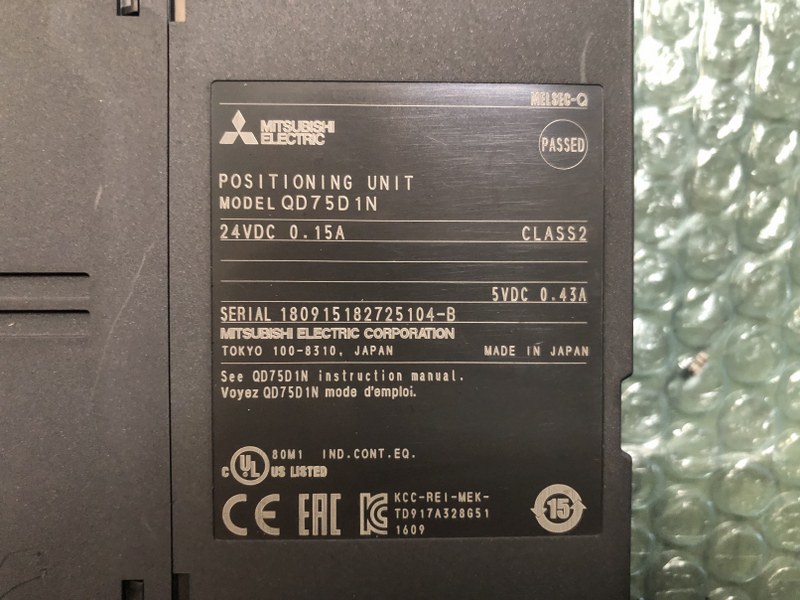 MELSEC-Q
MITSUBISHI
ELECTRIC
PASSED
POSITIONING UNIT
MODEL QD75D1N
24VDC 0.15A CLASS2
5VDC 0.43A
SERIAL 180915182725104-B
MITSUBISHI ELECTRIC CORPORATION
TOKYO 100-8310, JAPAN MADE IN JAPAN
See QD75D1N instruction manual.
Voyez QD75D1N mode d'emploi.
80M1 IND.CONT.EQ.
C UL US LISTED
CE EAC KC KCC-REI-MEK-
TD917A328G51
1609
15